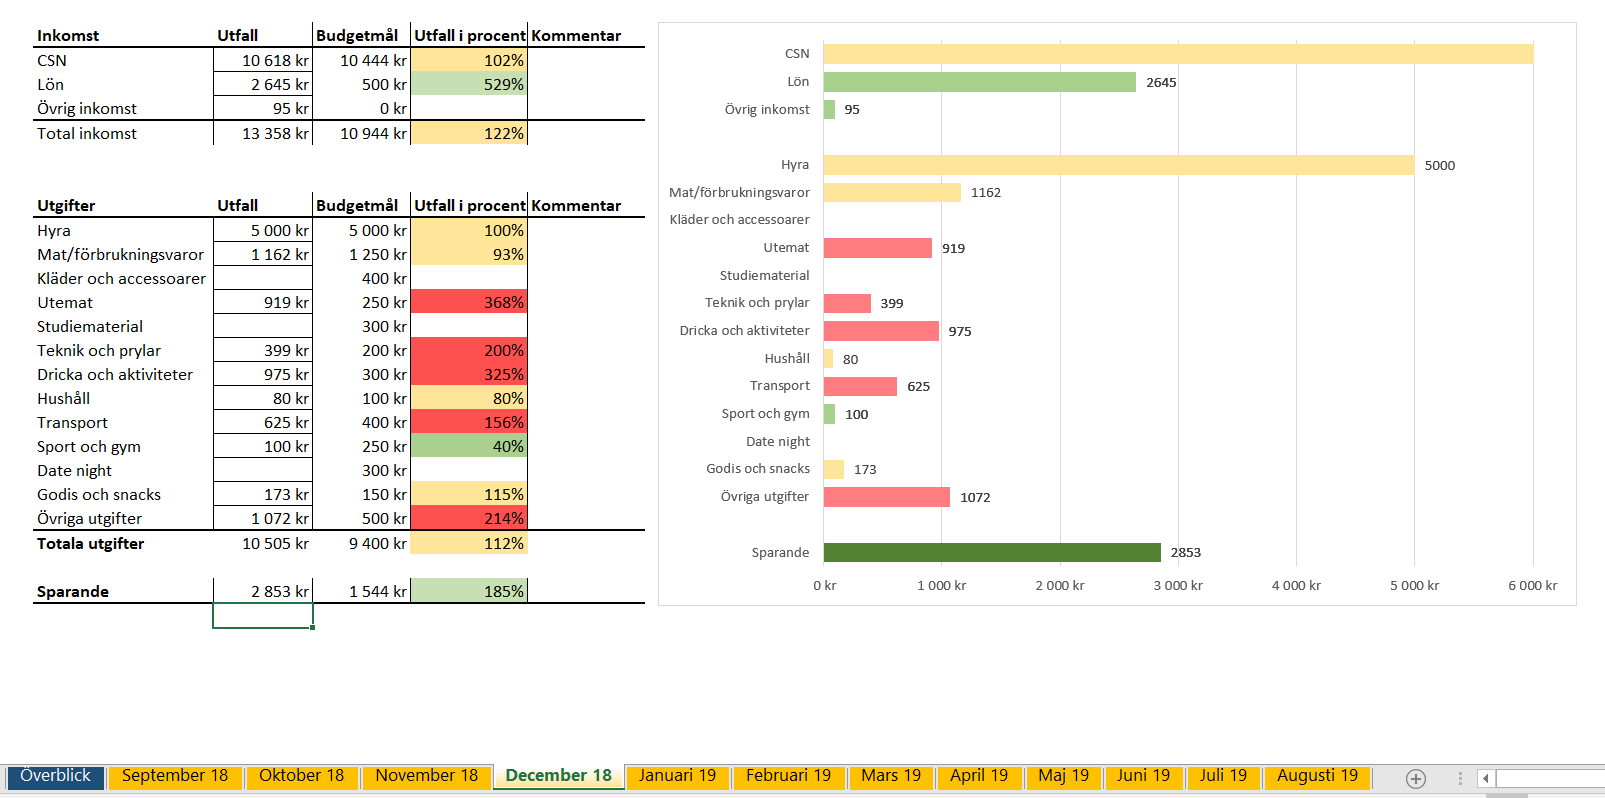 Inkomst Utfall Budgetmål Utfall i procent Kommentar
CSN 10 618 kr 10 444 kr 102%
Lön 2 645 kr 500 kr 529%
Övrig inkomst 95 kr 0 kr
Total inkomst 13 358 kr 10 944 kr 122%
Utgifter Utfall Budgetmål Utfall i procent Kommentar
Hyra 5 000 kr 5 000 kr 100%
Mat/förbrukningsvaror 1 162 kr 1 250 kr 93%
Kläder och accessoarer 400 kr
Utemat 919 kr 250 kr 368%
Studiematerial 300 kr
Teknik och prylar 399 kr 200 kr 200%
Dricka och aktiviteter 975 kr 300 kr 325%
Hushåll 80 kr 100 kr 80%
Transport 625 kr 400 kr 156%
Sport och gym 100 kr 250 kr 40%
Date night 300 kr
Godis och snacks 173 kr 150 kr 115%
Övriga utgifter 1 072 kr 500 kr 214%
Totala utgifter 10 505 kr 9 400 kr 112%
Sparande 2 853 kr 1 544 kr 185%
CSN
Lön 2645
Övrig inkomst 95
Hyra 5000
Mat/förbrukningsvaror 1162
Kläder och accessoarer
Utemat 919
Studiematerial
Teknik och prylar 399
Dricka och aktiviteter 975
Hushåll 80
Transport 625
Sport och gym 100
Date night
Godis och snacks 173
Övriga utgifter 1072
Sparande 2853
0 kr 1 000 kr 2 000 kr 3 000 kr 4 000 kr 5 000 kr 6 000 kr
Överblick September 18 Oktober 18 November 18 December 18 Januari 19 Februari 19 Mars 19 April 19 Maj 19 Juni 19 Juli 19 Augusti 19